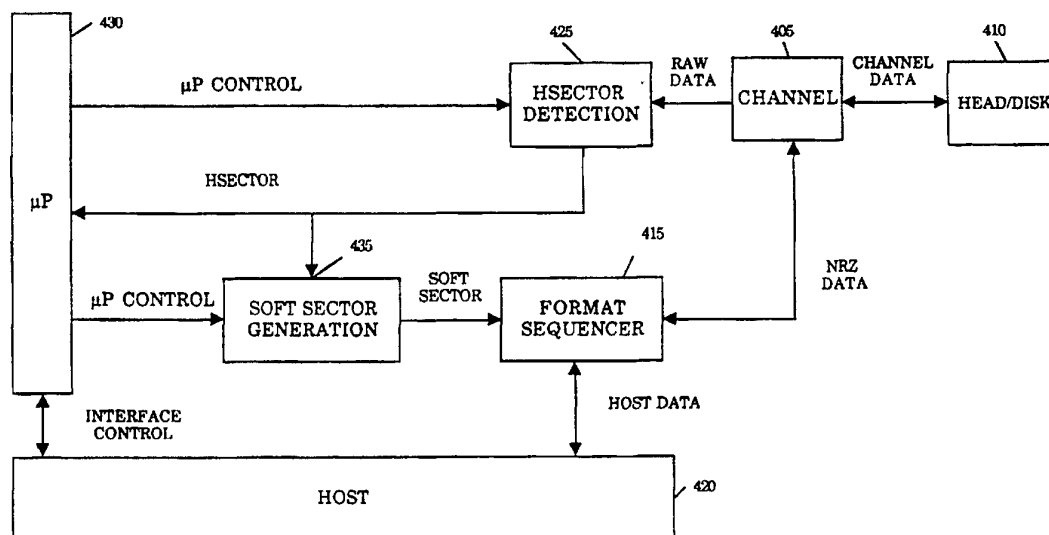 430
425
405
410
µP CONTROL
HSECTOR
DETECTION
RAW
DATA
CHANNEL
CHANNEL
DATA
HEAD/DISK
µP
HSECTOR
435
415
µP CONTROL
SOFT SECTOR
GENERATION
SOFT
SECTOR
FORMAT
SEQUENCER
NRZ
DATA
INTERFACE
CONTROL
HOST DATA
HOST
420